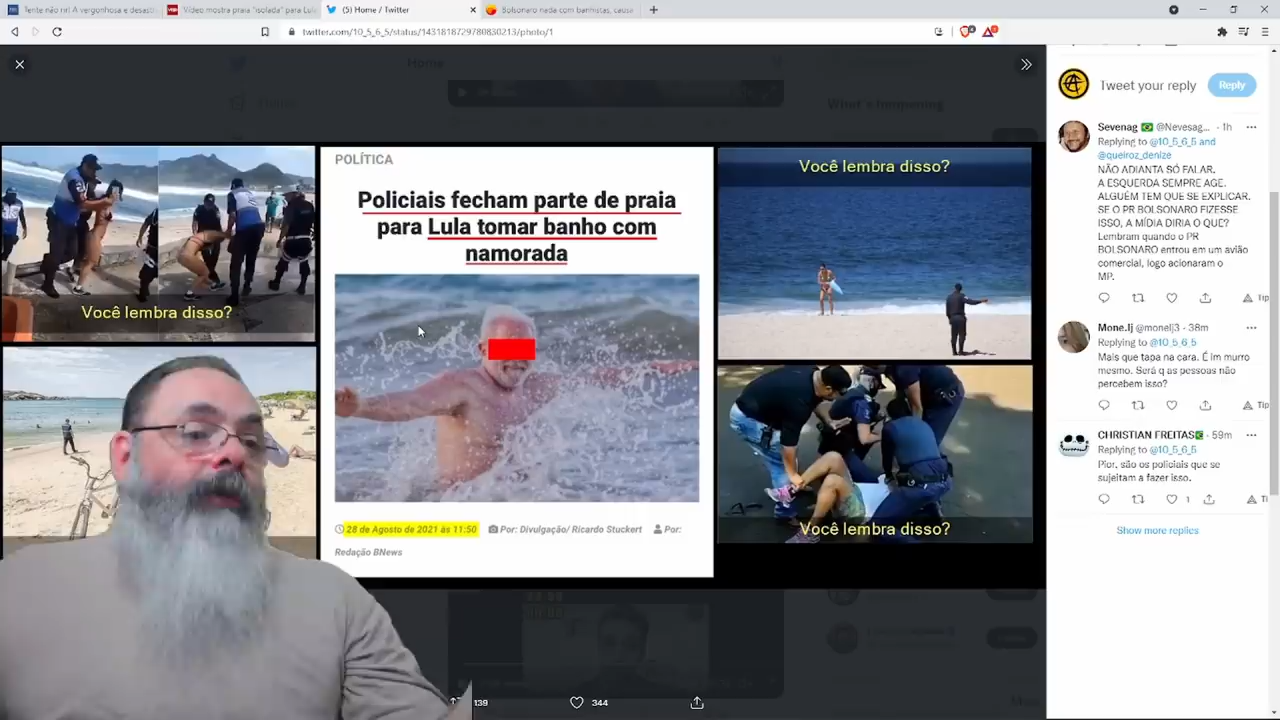 Tente não rir! A vergonhosa e desastr
Vídeo mostra praia "isolada" para Lula
(5) Home / Twitter
Bolsonaro nada com banhistas, causa
twitter.com/10_5_6_5/status/1431818729780830213/photo/1
Home
What's happening
Você lembra disso?
POLÍTICA
Policiais fecham parte de praia
para Lula tomar banho com
namorada
28 de Agosto de 2021 às 11:50 Por: Divulgação/ Ricardo Stuckert Por:
Redação BNews
Você lembra disso?
Você lembra disso?
139
344
Tweet your reply
Reply
Sevenag @Nevesag... · 1h
Replying to @10_5_6_5 and
@queiroz_denize
NÃO ADIANTA SÓ FALAR.
A ESQUERDA SEMPRE AGE.
ALGUÉM TEM QUE SE EXPLICAR.
SE O PR BOLSONARO FIZESSE
ISSO, A MÍDIA DIRIA O QUE?
Lembram quando o PR
BOLSONARO entrou em um avião
comercial, logo acionaram o
MP.
Tip
Mone.lj @monelj3 · 38m
Replying to @10_5_6_5
Mais que tapa na cara. É im murro
mesmo. Será q as pessoas não
percebem isso?
Tip
CHRISTIAN FREITAS · 59m
Replying to @10_5_6_5
Pior, são os policiais que se
sujeitam a fazer isso.
1
Show more replies